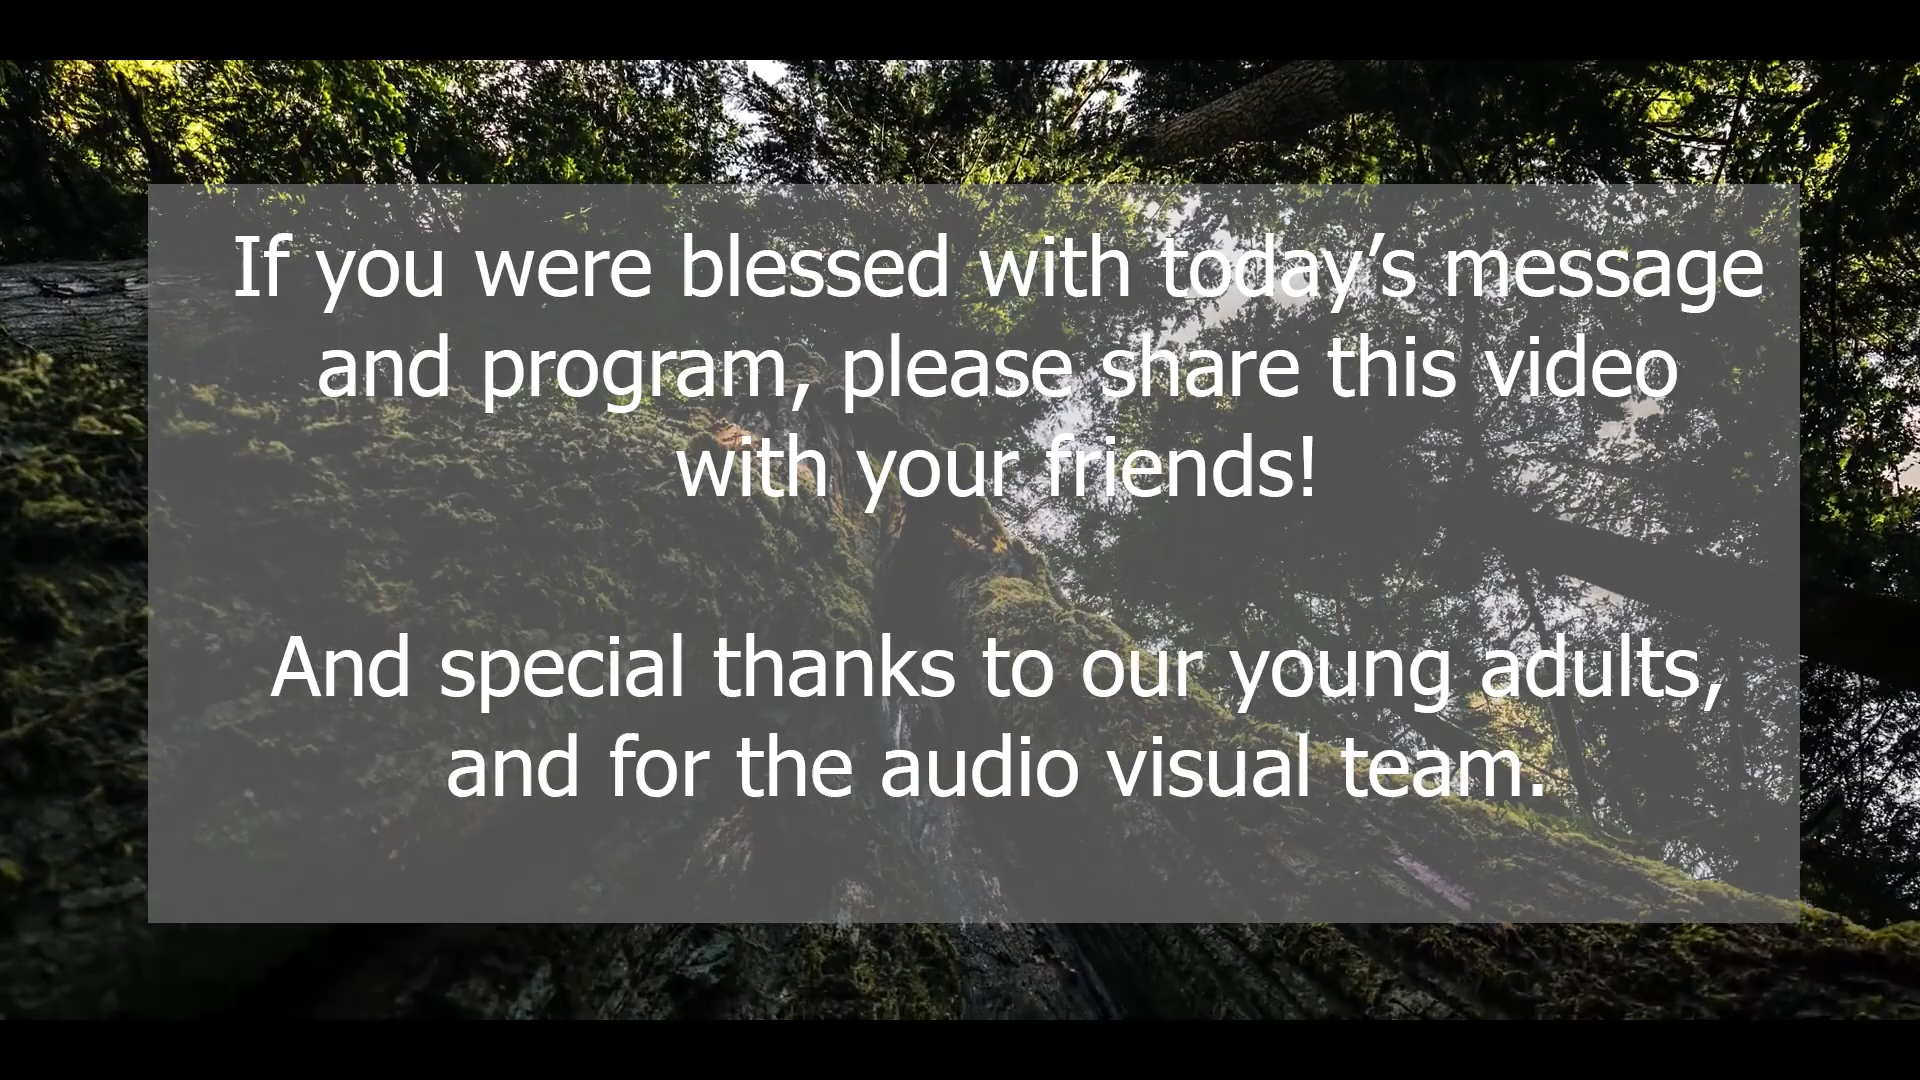 If you were blessed with today’s message
and program, please share this video
with your friends!
And special thanks to our young adults,
and for the audio visual team.